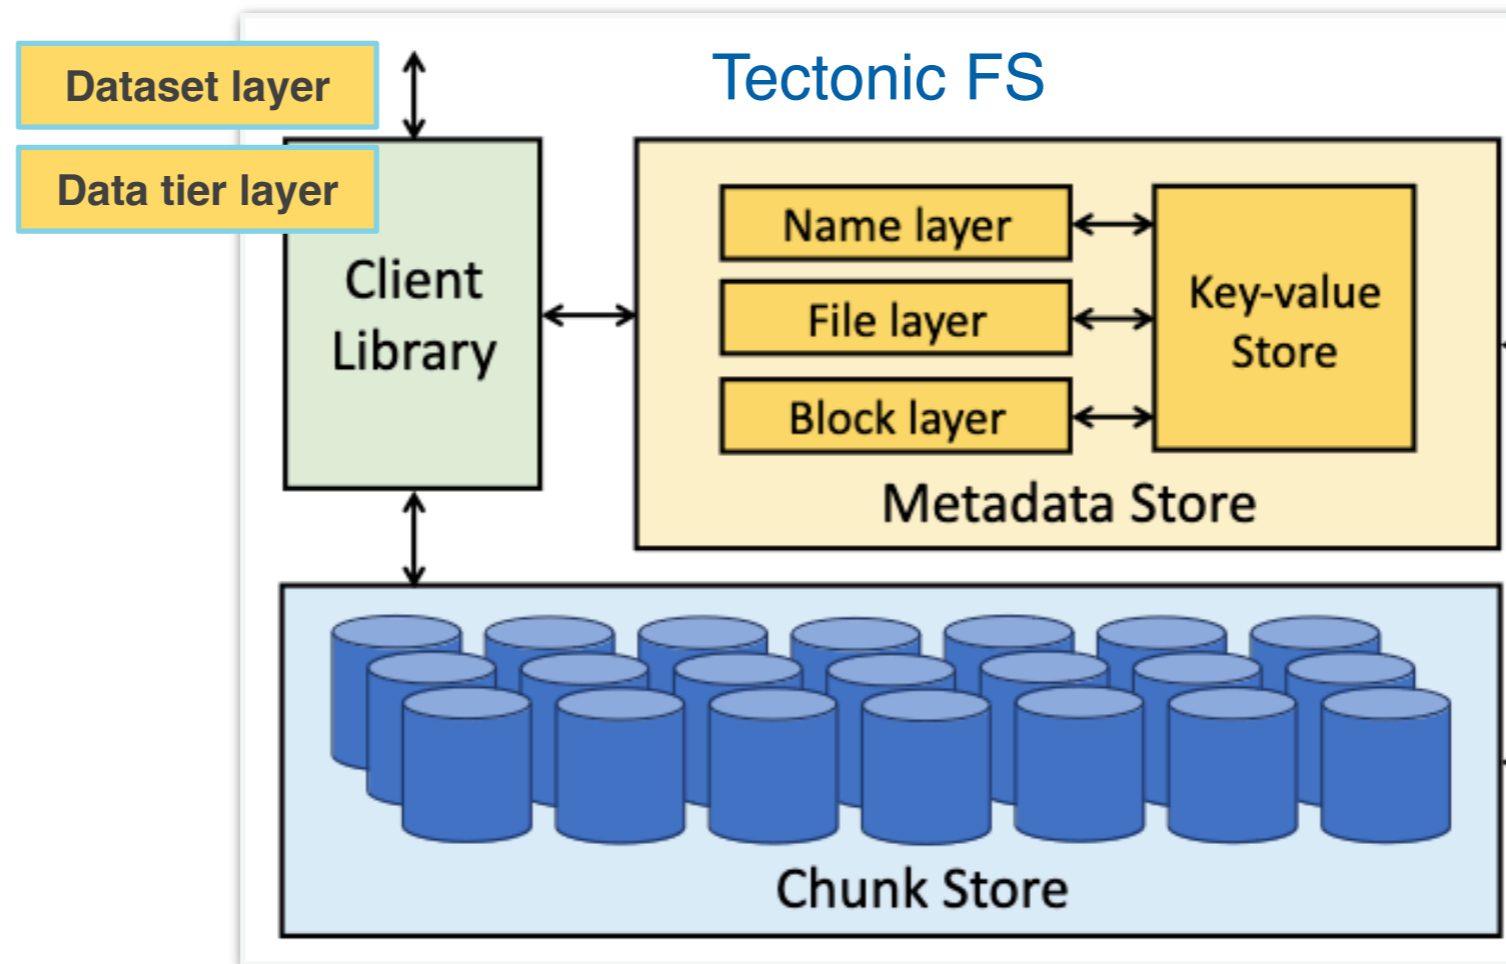 Tectonic FS
Dataset layer
Data tier layer
Client
Library
Name layer
File layer
Block layer
Key-value
Store
Metadata Store
Chunk Store